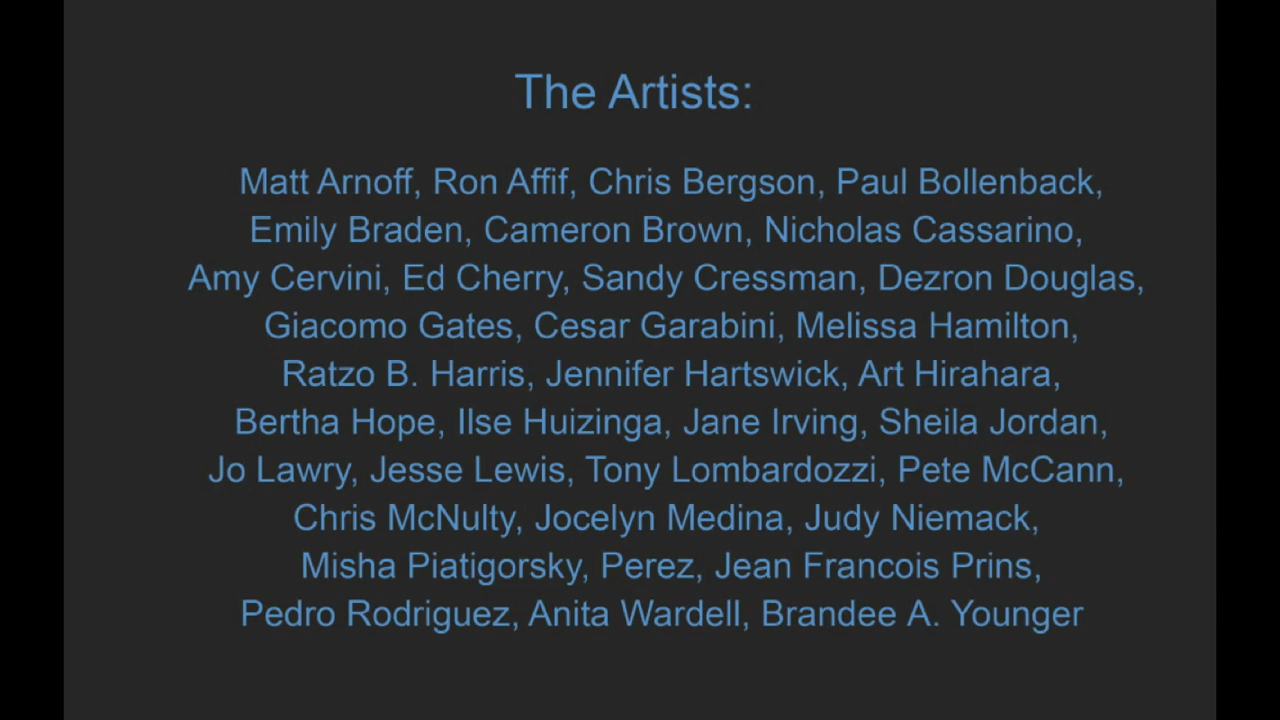 The Artists:
Matt Arnoff, Ron Affif, Chris Bergson, Paul Bollenback,
Emily Braden, Cameron Brown, Nicholas Cassarino,
Amy Cervini, Ed Cherry, Sandy Cressman, Dezron Douglas,
Giacomo Gates, Cesar Garabini, Melissa Hamilton,
Ratzo B. Harris, Jennifer Hartswick, Art Hirahara,
Bertha Hope, Ilse Huizinga, Jane Irving, Sheila Jordan,
Jo Lawry, Jesse Lewis, Tony Lombardozzi, Pete McCann,
Chris McNulty, Jocelyn Medina, Judy Niemack,
Misha Piatigorsky, Perez, Jean Francois Prins,
Pedro Rodriguez, Anita Wardell, Brandee A. Younger